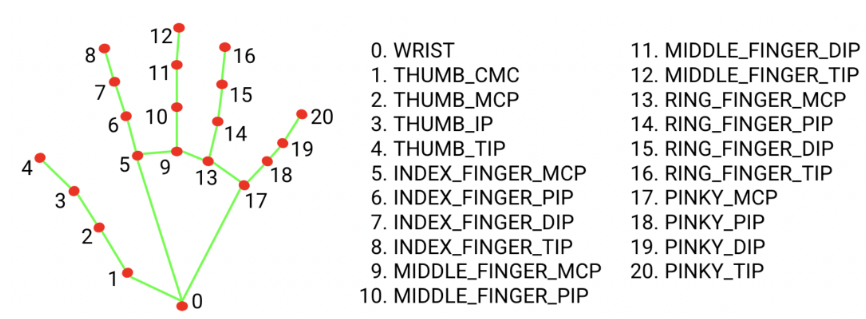 12
8
16
11
7
15
10
6
14
20
19
4
5
9
13
18
3
17
2
1
0
0. WRIST
1. THUMB_CMC
2. THUMB_MCP
3. THUMB_IP
4. THUMB_TIP
5. INDEX_FINGER_MCP
6. INDEX_FINGER_PIP
7. INDEX_FINGER_DIP
8. INDEX_FINGER_TIP
9. MIDDLE_FINGER_MCP
10. MIDDLE_FINGER_PIP
11. MIDDLE_FINGER_DIP
12. MIDDLE_FINGER_TIP
13. RING_FINGER_MCP
14. RING_FINGER_PIP
15. RING_FINGER_DIP
16. RING_FINGER_TIP
17. PINKY_MCP
18. PINKY_PIP
19. PINKY_DIP
20. PINKY_TIP